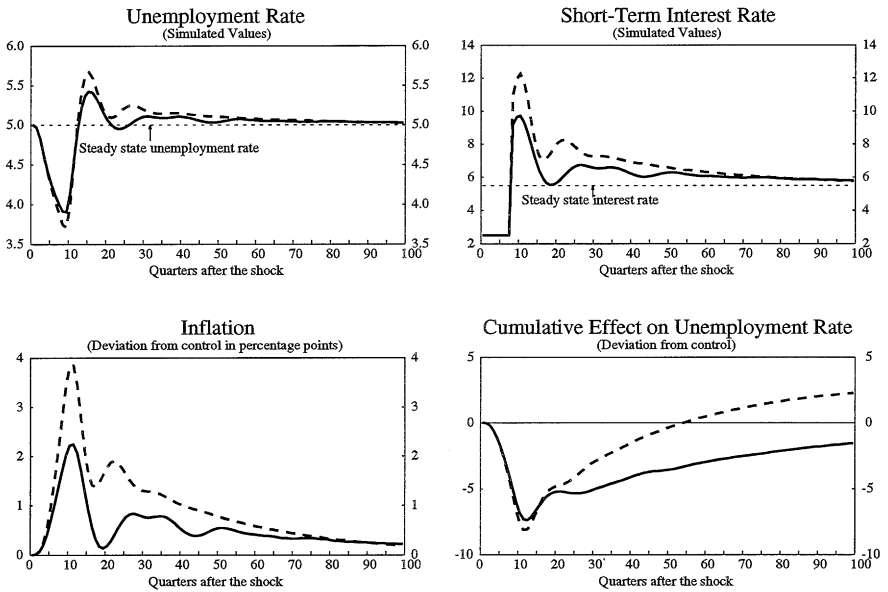 Unemployment Rate
(Simulated Values)
6.0 6.0
5.5 5.5
5.0 5.0
Steady state unemployment rate
4.5 4.5
4.0 4.0
3.5 3.5
0 10 20 30 40 50 60 70 80 90 100
Quarters after the shock
Short-Term Interest Rate
(Simulated Values)
14 14
12 12
10 10
8 8
6 6
Steady state interest rate
4 4
2 2
0 10 20 30 40 50 60 70 80 90 100
Quarters after the shock
Inflation
(Deviation from control in percentage points)
4 4
3 3
2 2
1 1
0 0
0 10 20 30 40 50 60 70 80 90 100
Quarters after the shock
Cumulative Effect on Unemployment Rate
(Deviation from control)
5 5
0 0
-5 -5
-10 -10
0 10 20 30 40 50 60 70 80 90 100
Quarters after the shock